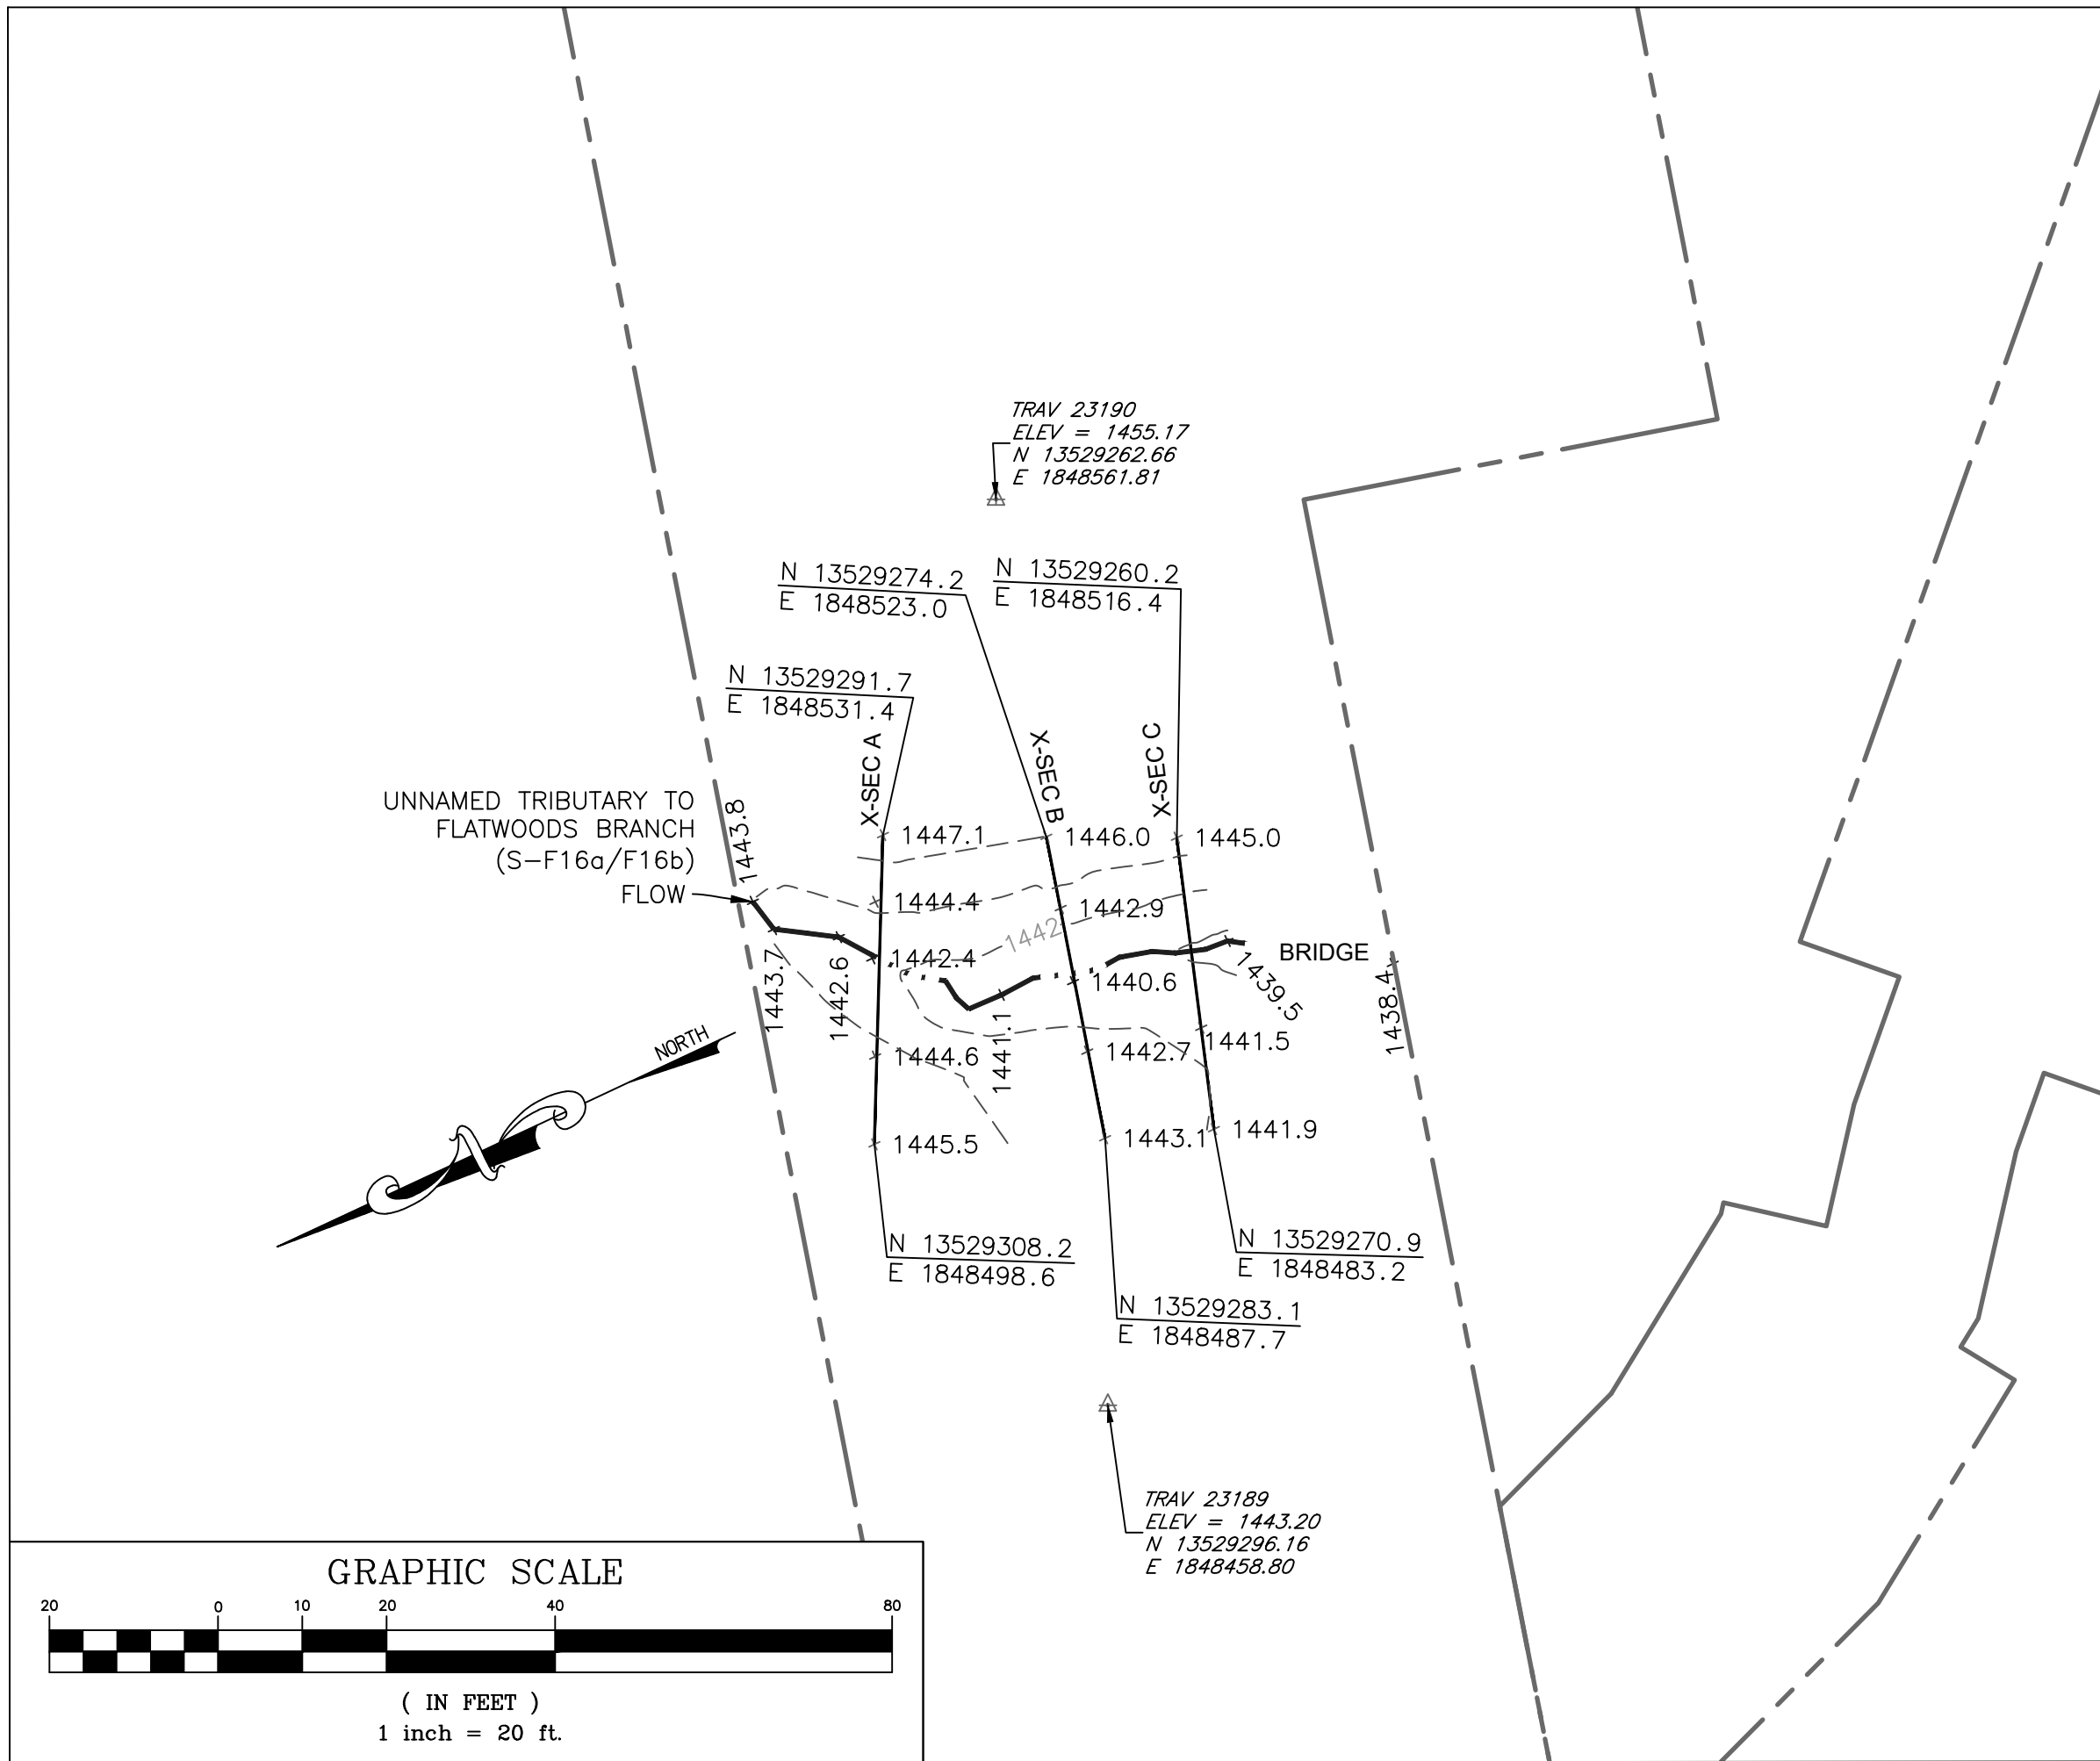 TRAV 23190
ELEV = 1455.17
N 13529262.66
E 1848561.81
N 13529274.2
E 1848523.0
N 13529260.2
E 1848516.4
N 13529291.7
E 1848531.4
X-SEC A
X-SEC B
X-SEC C
UNNAMED TRIBUTARY TO
FLATWOODS BRANCH
(S-F16a/F16b)
FLOW
1443.8
1447.1
1446.0
1445.0
1444.4
1442.9
1442
1442.4
1443.7
1442.6
1440.6
BRIDGE
1439.5
1438.4
1441.1
1444.6
1442.7
1441.5
1445.5
1443.1
1441.9
NORTH
N 13529308.2
E 1848498.6
N 13529270.9
E 1848483.2
N 13529283.1
E 1848487.7
TRAV 23189
ELEV = 1443.20
N 13529296.16
E 1848458.80
GRAPHIC SCALE
20 0 10 20 40 80
( IN FEET )
1 inch = 20 ft.